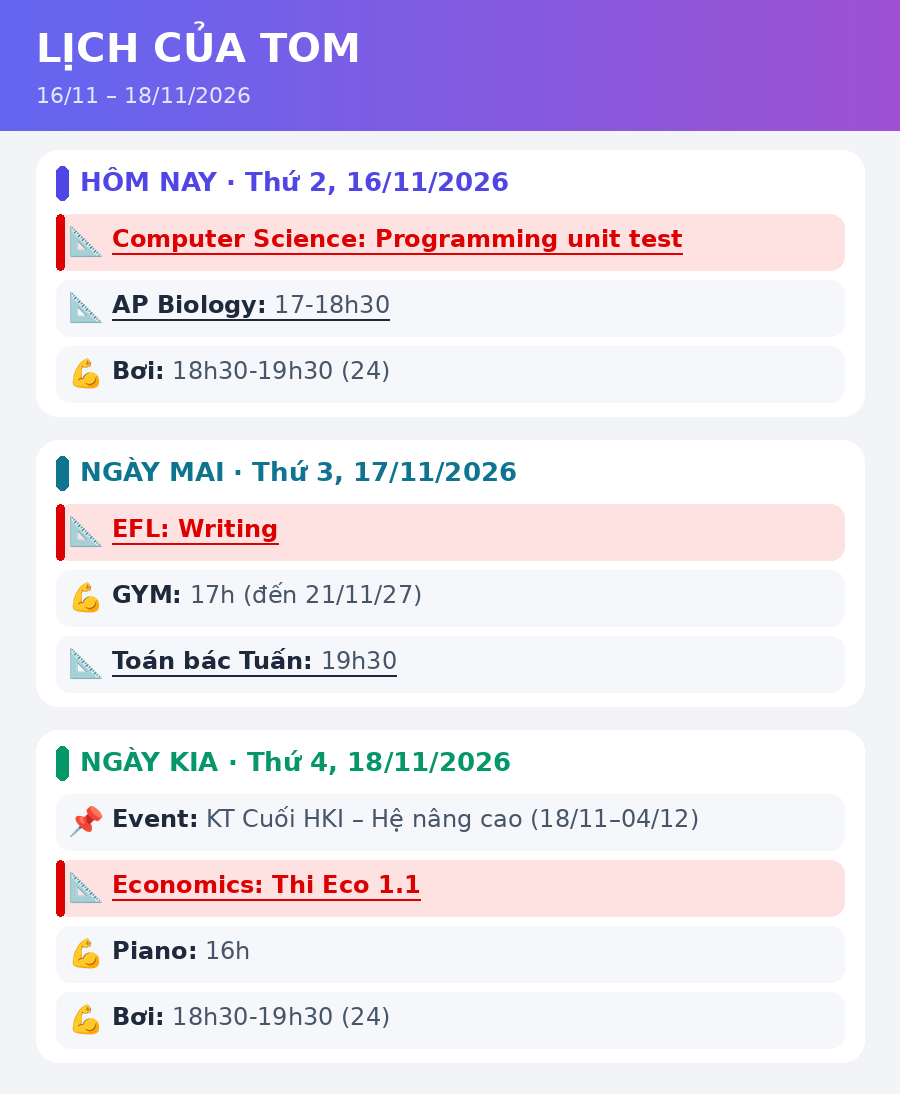 LỊCH CỦA TOM
16/11 – 18/11/2026
HÔM NAY · Thứ 2, 16/11/2026
Computer Science: Programming unit test
AP Biology: 17-18h30
Bơi: 18h30-19h30 (24)
NGÀY MAI · Thứ 3, 17/11/2026
EFL: Writing
GYM: 17h (đến 21/11/27)
Toán bác Tuấn: 19h30
NGÀY KIA · Thứ 4, 18/11/2026
Event: KT Cuối HKI – Hệ nâng cao (18/11–04/12)
Economics: Thi Eco 1.1
Piano: 16h
Bơi: 18h30-19h30 (24)